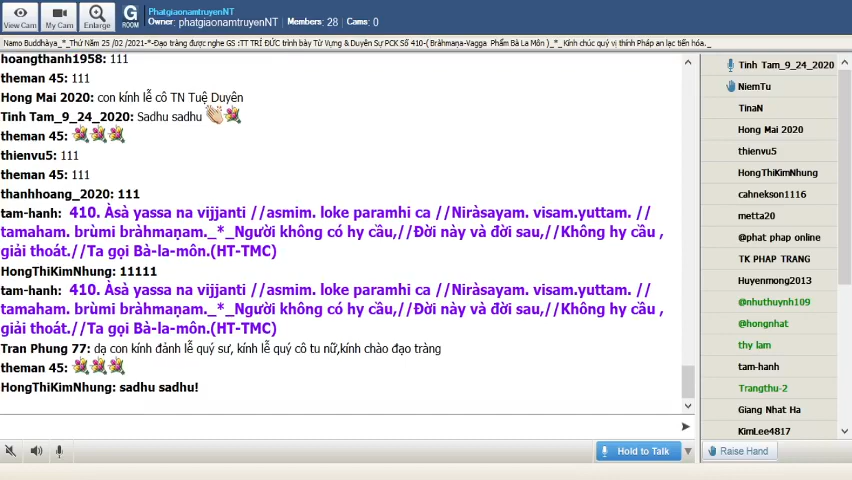 View Cam
My Cam
Enlarge
G
ROOM
PhatgiaonamtruyenNT
Owner: phatgiaonamtruyenNT Members: 28 Cams: 0
Namo Buddhàya_*_Thứ Năm 25 /02 /2021-*-Đạo tràng được nghe GS :TT TRÍ ĐỨC trình bày Từ Vựng & Duyên Sự PCK Số 410-( Bràhmaṇa-Vagga Phẩm Bà La Môn )_*_Kính chúc quý vị thính Pháp an lạc tiến hóa._
hoangthanh1958: 111
theman 45: 111
Hong Mai 2020: con kính lễ cô TN Tuệ Duyên
Tinh Tam_9_24_2020: Sadhu sadhu
theman 45:
thienvu5: 111
theman 45: 111
thanhhoang_2020: 111
tam-hanh: 410. Àsà yassa na vijjanti //asmim. loke paramhi ca //Niràsayam. visam.yuttam. //
tamaham. brùmi bràhmaṇam._*_Người không có hy cầu,//Đời này và đời sau,//Không hy cầu ,
giải thoát.//Ta gọi Bà-la-môn.(HT-TMC)
HongThiKimNhung: 11111
tam-hanh: 410. Àsà yassa na vijjanti //asmim. loke paramhi ca //Niràsayam. visam.yuttam. //
tamaham. brùmi bràhmaṇam._*_Người không có hy cầu,//Đời này và đời sau,//Không hy cầu ,
giải thoát.//Ta gọi Bà-la-môn.(HT-TMC)
Tran Phung 77: dạ con kính đảnh lễ quý sư, kính lễ quý cô tu nữ,kính chào đạo tràng
theman 45:
HongThiKimNhung: sadhu sadhu!
Tinh Tam_9_24_2020
NiemTu
TinaN
Hong Mai 2020
thienvu5
HongThiKimNhung
cahnekson1116
metta20
@phat phap online
TK PHAP TRANG
Huyenmong2013
@nhuthuynh109
@hongnhat
thy lam
tam-hanh
Trangthu-2
Giang Nhat Ha
KimLee4817
Hold to Talk
Raise Hand